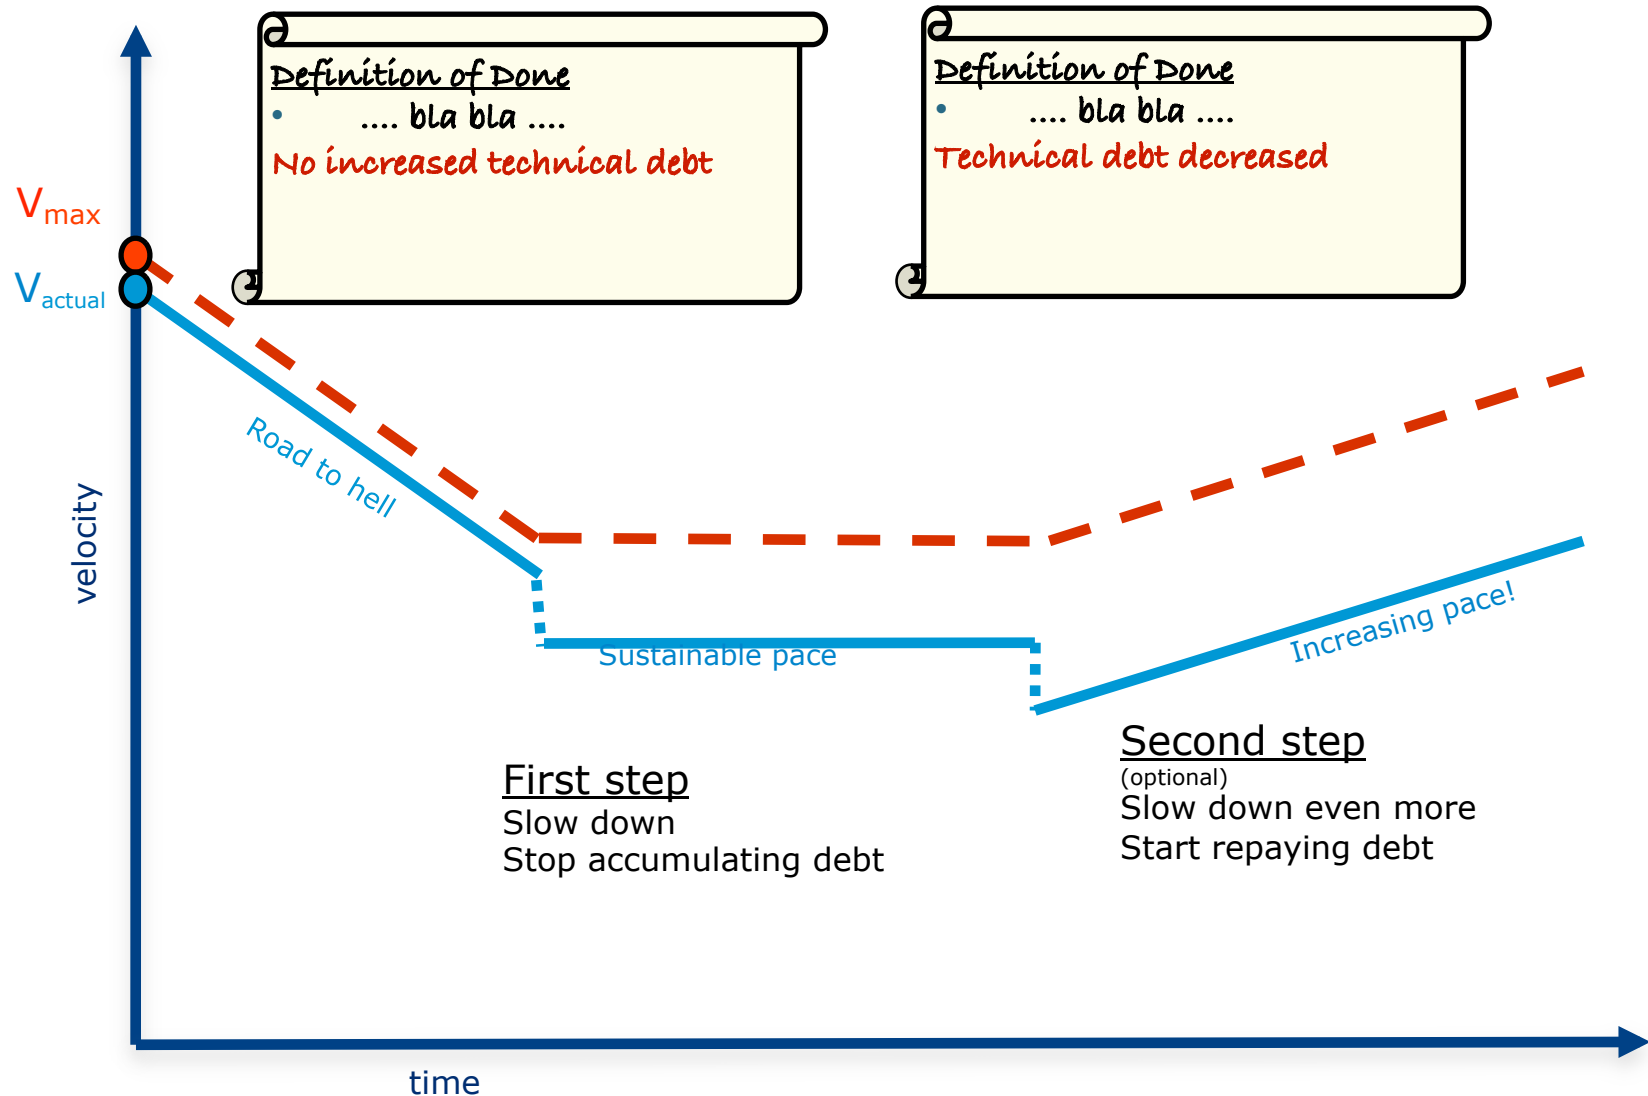 Definition of Done
• .... bla bla ....
No increased technical debt
Definition of Done
• .... bla bla ....
Technical debt decreased
Vmax
Vactual
velocity
Road to hell
Sustainable pace
Increasing pace!
First step
Slow down
Stop accumulating debt
Second step
(optional)
Slow down even more
Start repaying debt
time